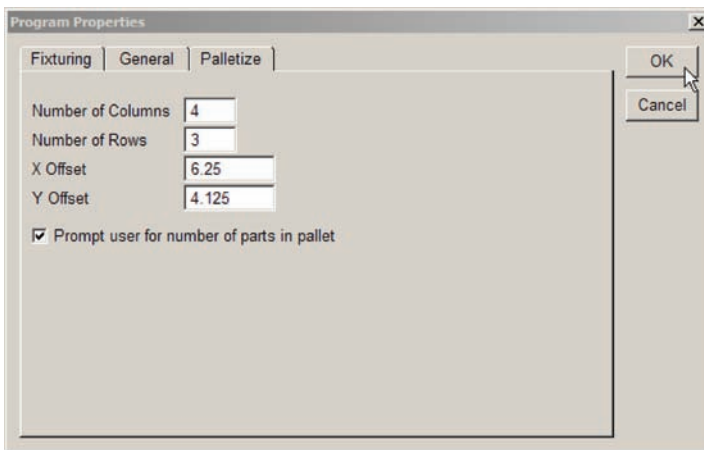 Program Properties
Fixturing General Palletize
OK
Cancel
Number of Columns 4
Number of Rows 3
X Offset 6.25
Y Offset 4.125
Prompt user for number of parts in pallet